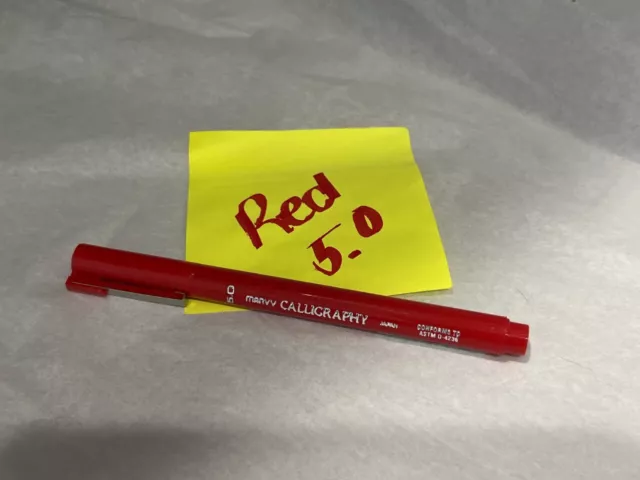 Red
5.0
5.0 marvy CALLIGRAPHY JAPAN
CONFORMS TO
ASTM D-4236